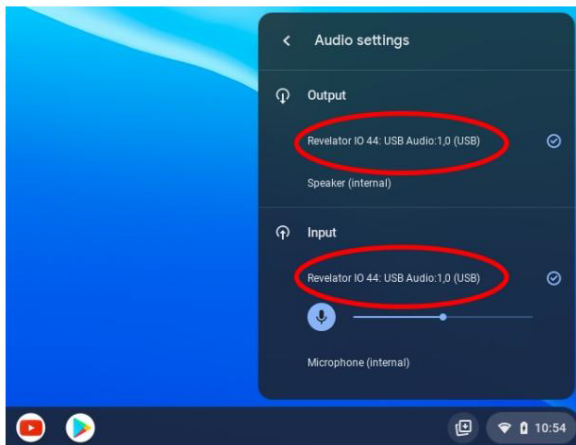 Audio settings
Output
Revelator IO 44: USB Audio:1,0 (USB)
Speaker (internal)
Input
Revelator IO 44: USB Audio:1,0 (USB)
Microphone (internal)
10:54